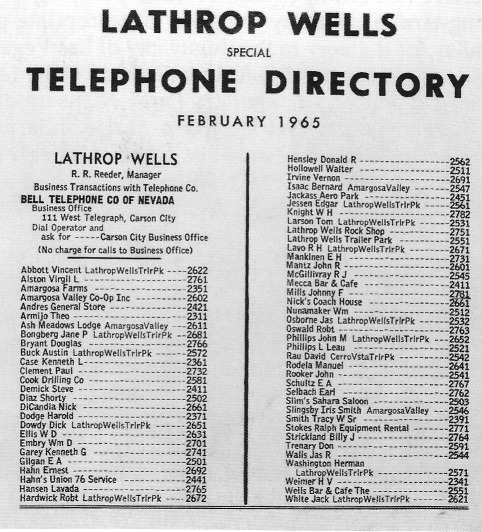 LATHROP WELLS
SPECIAL
TELEPHONE DIRECTORY
FEBRUARY 1965
LATHROP WELLS
R. R. Reeder, Manager
Business Transactions with Telephone Co.
BELL TELEPHONE CO OF NEVADA
Business Office
111 West Telegraph, Carson City
Dial Operator and
ask for -----Carson City Business Office
(No charge for calls to Business Office)
Abbott Vincent LathropWellsTrlrPk ----2622
Alston Virgil L ----2761
Amargosa Farms ----2351
Amargosa Valley Co-Op Inc ----2602
Andres General Store ----2421
Armijo Theo ----2311
Ash Meadows Lodge AmargosaValley ----2611
Bongberg Jane P LathropWellsTrlrPk --2681
Bryant Douglas ----2766
Buck Austin LathropWellsTrlrPk ----2572
Case Kenneth L ----2361
Clement Paul ----2732
Cook Drilling Co ----2581
Demick Steve ----2411
Diaz Shorty ----2502
DiCandia Nick ----2661
Dodge Harold ----2371
Dowdy Dick LathropWellsTrlrPk ----2651
Ellis W D ----2631
Embry Wm D ----2701
Garey Kenneth G ----2741
Gilgan E A ----2501
Hahn Ernest ----2692
Hahn's Union 76 Service ----2441
Hansen Lavada ----2765
Hardwick Robt LathropWellsTrlrPk ----2672
Hensley Donald R ----2562
Hollowell Walter ----2511
Irvine Vernon ----2691
Isaac Bernard AmargosaValley ----2547
Jackass Aero Park ----2451
Jessen Edgar LathropWellsTrlrPk ----2561
Knight W H ----2782
Larson Tom LathropWellsTrlrPk ----2531
Lathrop Wells Rock Shop ----2751
Lathrop Wells Trailer Park ----2551
Lavo R H LathropWellsTrlrPk ----2671
Mankinen E H ----2731
Mantz John R ----2601
McGillivray R J ----2545
Mecca Bar & Cafe ----2411
Mills Johnny F ----2781
Nick's Coach House ----2661
Nunamaker Wm ----2512
Osborne Jas LathropWellsTrlrPk ----2532
Oswald Robt ----2763
Phillips John M LathropWellsTrlrPk ----2652
Phillips L Leau ----2521
Rau David CerroVstaTrlrPk ----2542
Rodela Manuel ----2641
Rooker John ----2541
Schultz E A ----2767
Selbach Earl ----2762
Slim's Sahara Saloon ----2503
Slingsby Iris Smith AmargosaValley ----2546
Smith Tracy W Sr ----2391
Stokes Ralph Equipment Rental ----2771
Strickland Billy J ----2764
Trenary Don ----2591
Walls Jas R ----2544
Washington Herman
LathropWellsTrlrPk ----2571
Weimer H V ----2341
Wells Bar & Cafe The ----2551
White Jack LathropWellsTrlrPk ----2621